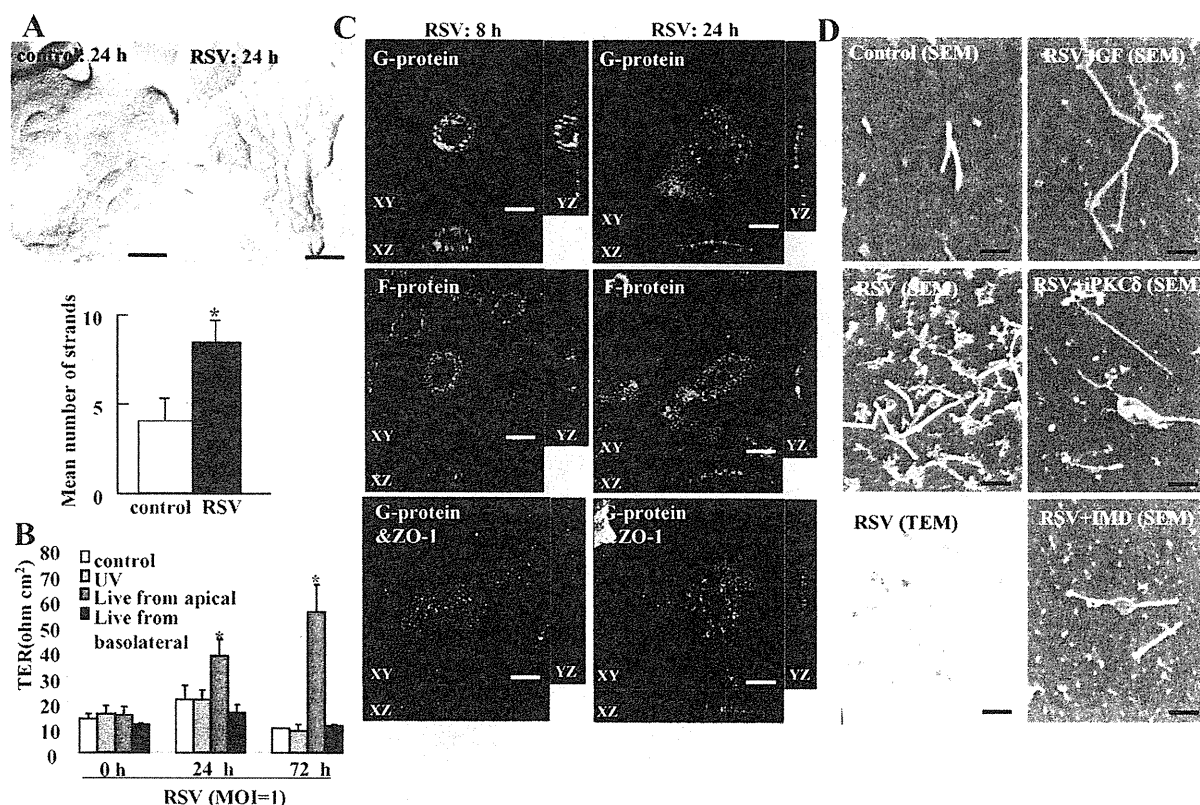 A
control: 24 h
RSV: 24 h
10
5
0
Mean number of strands
*
control RSV
B
TER(ohm cm²)
80
70
60
50
40
30
20
10
0
control
UV
Live from apical
Live from
basolateral
*
*
0 h
24 h
72 h
RSV (MOI=1)
C
RSV: 8 h
RSV: 24 h
G-protein
XY
YZ
XZ
G-protein
XY
YZ
XZ
F-protein
XY
YZ
XZ
F-protein
XY
YZ
XZ
G-protein
&ZO-1
XY
YZ
XZ
G-protein
&ZO-1
XY
YZ
XZ
D
Control (SEM)
RSV+GF (SEM)
RSV (SEM)
RSV+iPKCδ (SEM)
RSV (TEM)
RSV+IMD (SEM)